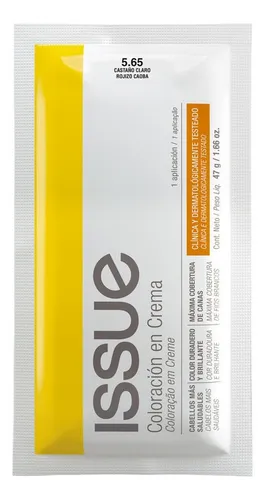 5.65
CASTAÑO CLARO
ROJIZO CAOBA
ISSUE
Coloración en Crema
Coloração em Creme
1 aplicación / 1 aplicação
CLÍNICA Y DERMATOLÓGICAMENTE TESTEADO
CLÍNICA E DERMATOLOGICAMENTE TESTADO
Cont. Neto / Peso Líq. 47 g / 1.66 oz.
CABELLOS MÁS
SALUDABLES
CABELOS MAIS
SAUDÁVEIS
COLOR DURADERO
Y BRILLANTE
COR DURADOURA
E BRILHANTE
MÁXIMA COBERTURA
DE CANAS
MÁXIMA COBERTURA
DE FIOS BRANCOS